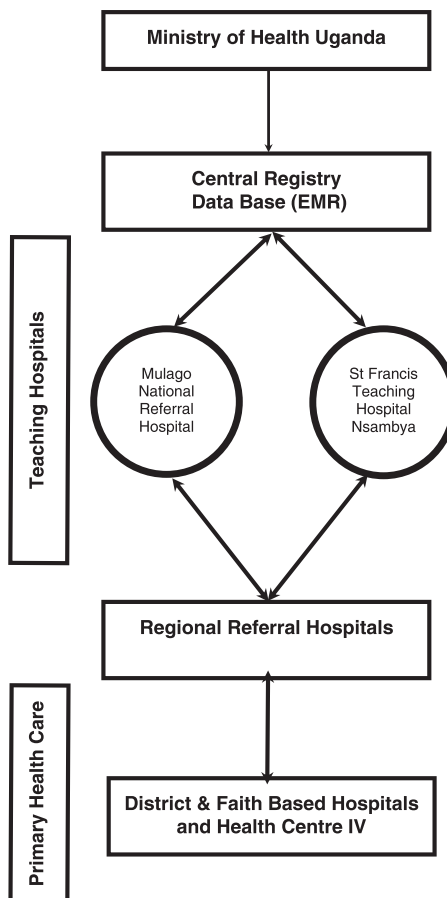 Ministry of Health Uganda
Central Registry
Data Base (EMR)
Teaching Hospitals
Mulago
National
Referral
Hospital
St Francis
Teaching
Hospital
Nsambya
Regional Referral Hospitals
Primary Health Care
District & Faith Based Hospitals
and Health Centre IV